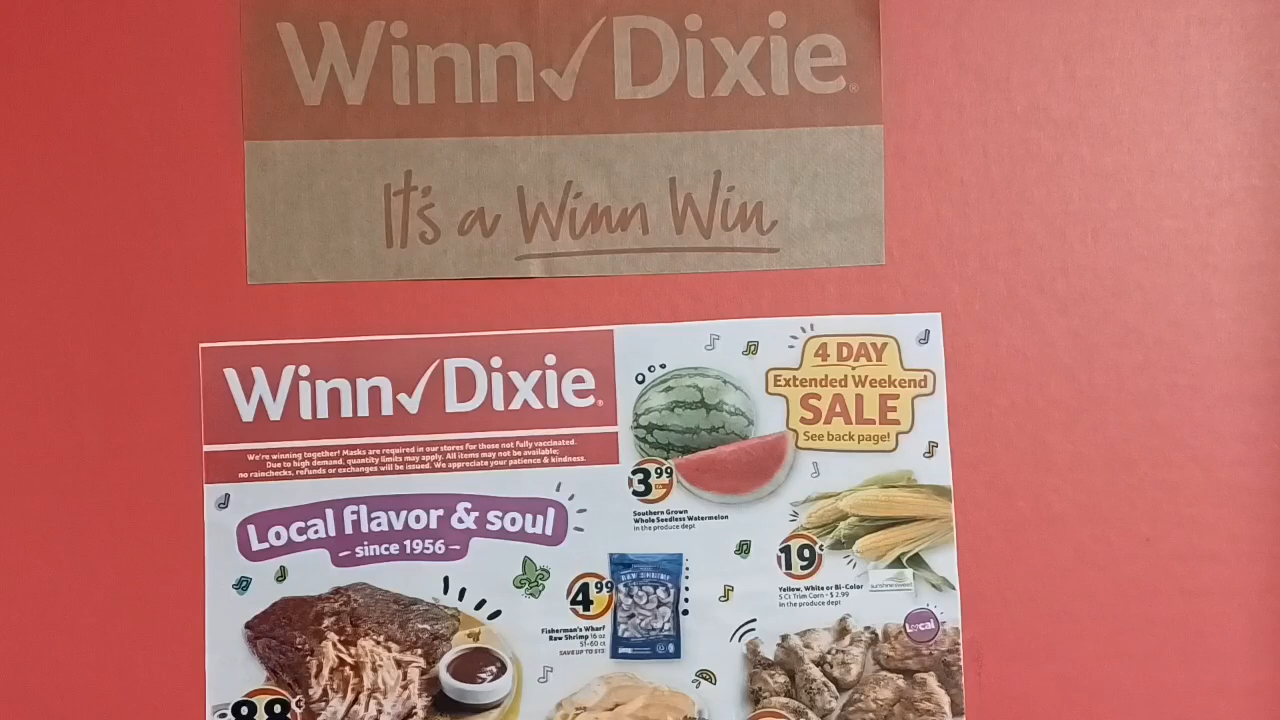 Winn✓Dixie®
It's a Winn Win
Winn✓Dixie®
We're winning together! Masks are required in our stores for those not fully vaccinated.
Due to high demand, quantity limits may apply. All items may not be available;
no rainchecks, refunds or exchanges will be issued. We appreciate your patience & kindness.
4 DAY
Extended Weekend
SALE
See back page!
3 99 EA
Southern Grown
Whole Seedless Watermelon
in the produce dept
Local flavor & soul
– since 1956 –
19¢
Yellow, White or Bi-Color
5 Ct Trim Corn - $2.99
in the produce dept
sunshine sweet
4 99
Fisherman's Wharf
Raw Shrimp 16 oz
51-60 ct
SAVE UP TO $13
RAW SHRIMP
Local
88¢